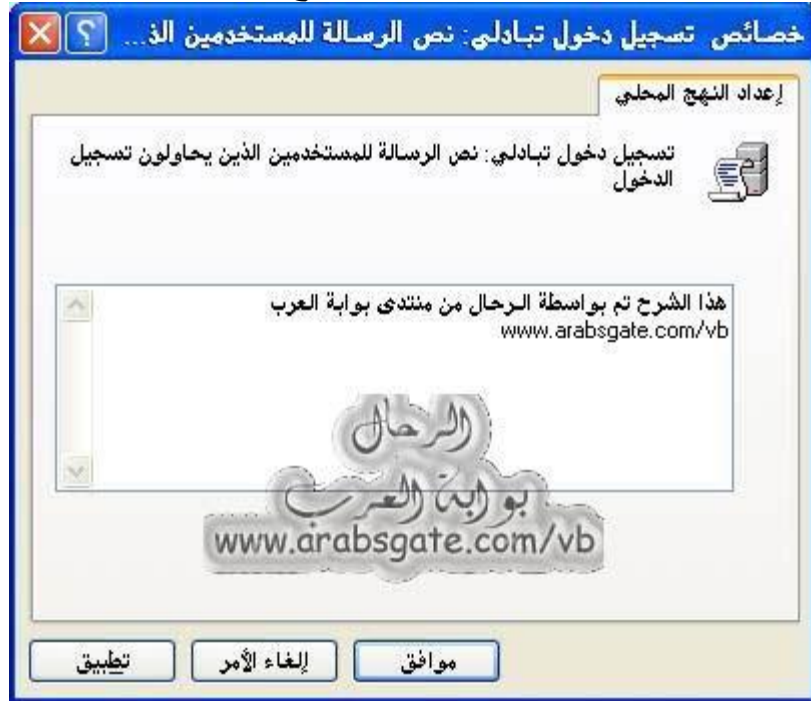 خصائص تسجيل دخول تبادلي: نص الرسالة للمستخدمين الذ...
إعداد النهج المحلي
تسجيل دخول تبادلي: نص الرسالة للمستخدمين الذين يحاولون تسجيل
الدخول
هذا الشرح تم بواسطة الرحال من منتدى بوابة العرب
www.arabsgate.com/vb
الرحال
بوابة العرب
www.arabsgate.com/vb
موافق
إلغاء الأمر
تطبيق